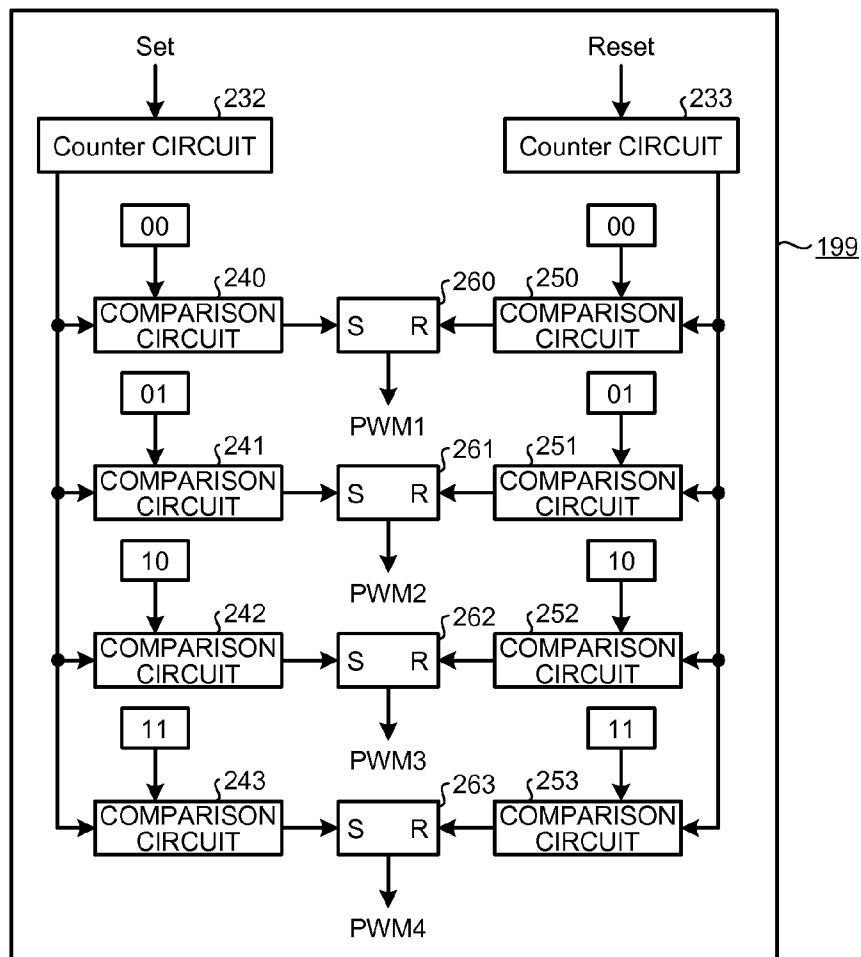 Set Reset
232 233
Counter CIRCUIT Counter CIRCUIT
00 00
199
240 260 250
COMPARISON CIRCUIT S R COMPARISON CIRCUIT
PWM1
01 01
241 261 251
COMPARISON CIRCUIT S R COMPARISON CIRCUIT
PWM2
10 10
242 262 252
COMPARISON CIRCUIT S R COMPARISON CIRCUIT
PWM3
11 11
243 263 253
COMPARISON CIRCUIT S R COMPARISON CIRCUIT
PWM4